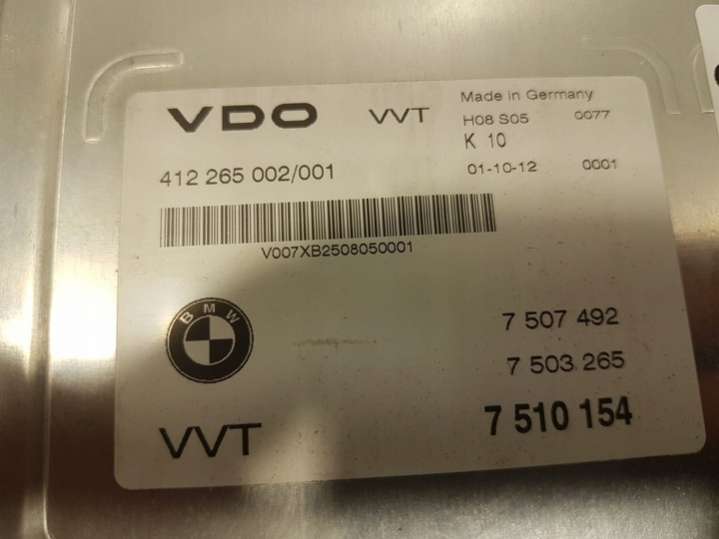 VDO VVT Made in Germany
H08 S05 0077
K 10
412 265 002/001 01-10-12 0001
V007XB2508050001
BMW
7 507 492
7 503 265
VVT 7 510 154